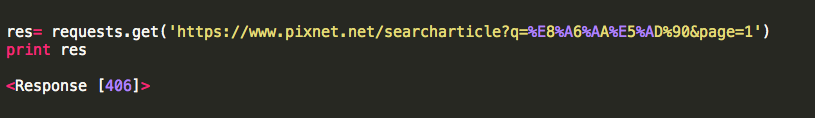 res= requests.get('https://www.pixnet.net/searcharticle?q=%E8%A6%AA%E5%AD%90&page=1')
print res
<Response [406]>